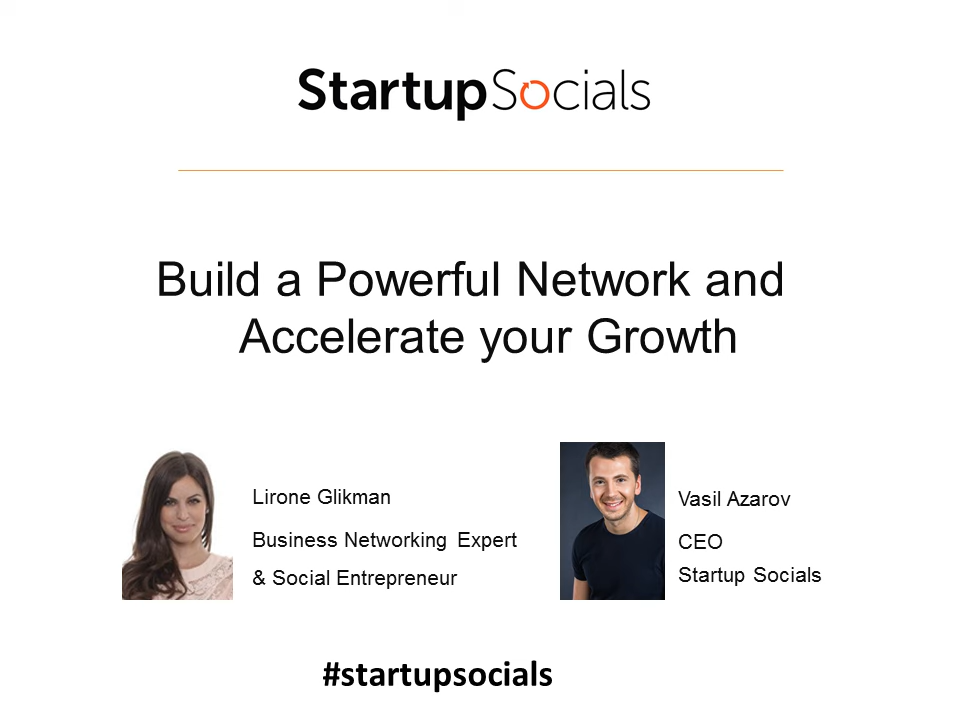 StartupSocials
Build a Powerful Network and
Accelerate your Growth
Lirone Glikman
Business Networking Expert
& Social Entrepreneur
Vasil Azarov
CEO
Startup Socials
#startupsocials